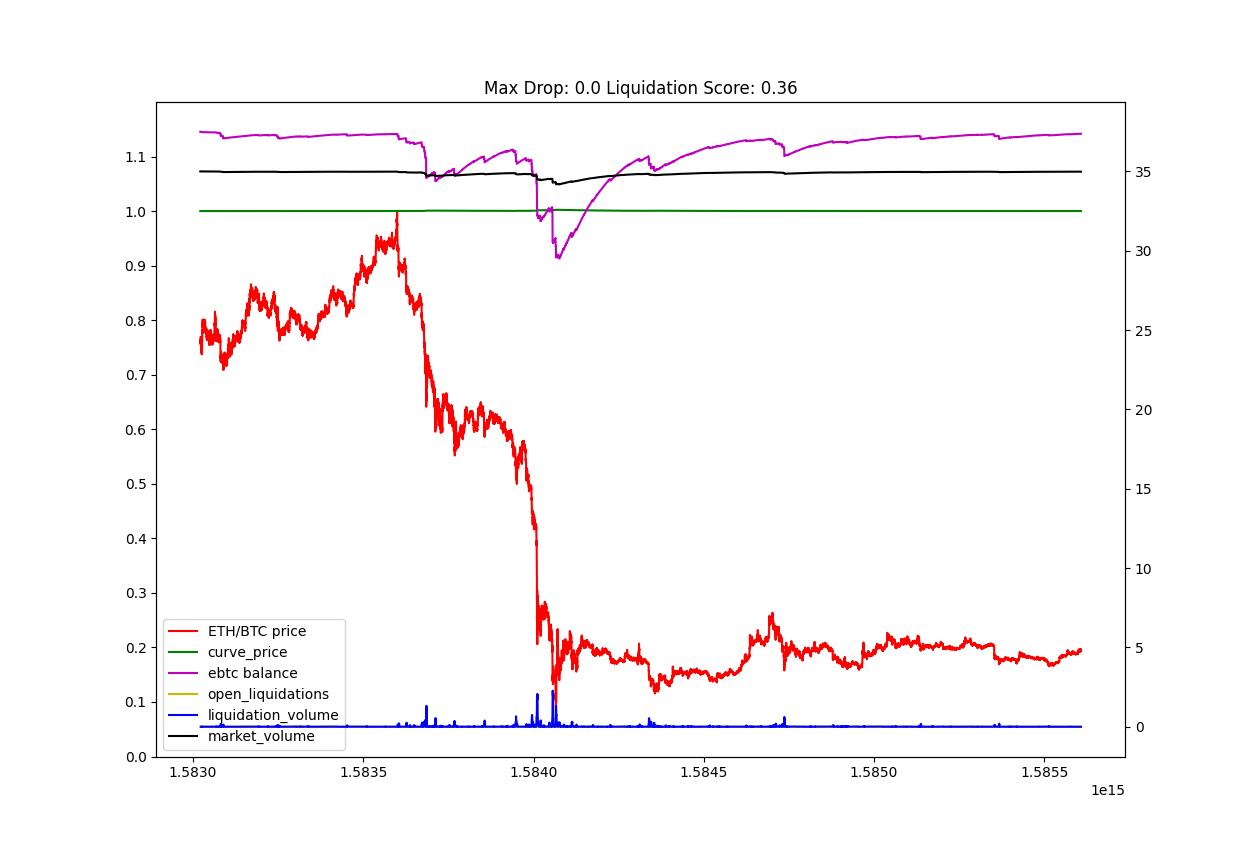 Max Drop: 0.0 Liquidation Score: 0.36
1.1
1.0
0.9
0.8
0.7
0.6
0.5
0.4
0.3
0.2
0.1
0.0
35
30
25
20
15
10
5
0
ETH/BTC price
curve_price
ebtc balance
open_liquidations
liquidation_volume
market_volume
1.5830 1.5835 1.5840 1.5845 1.5850 1.5855
1e15